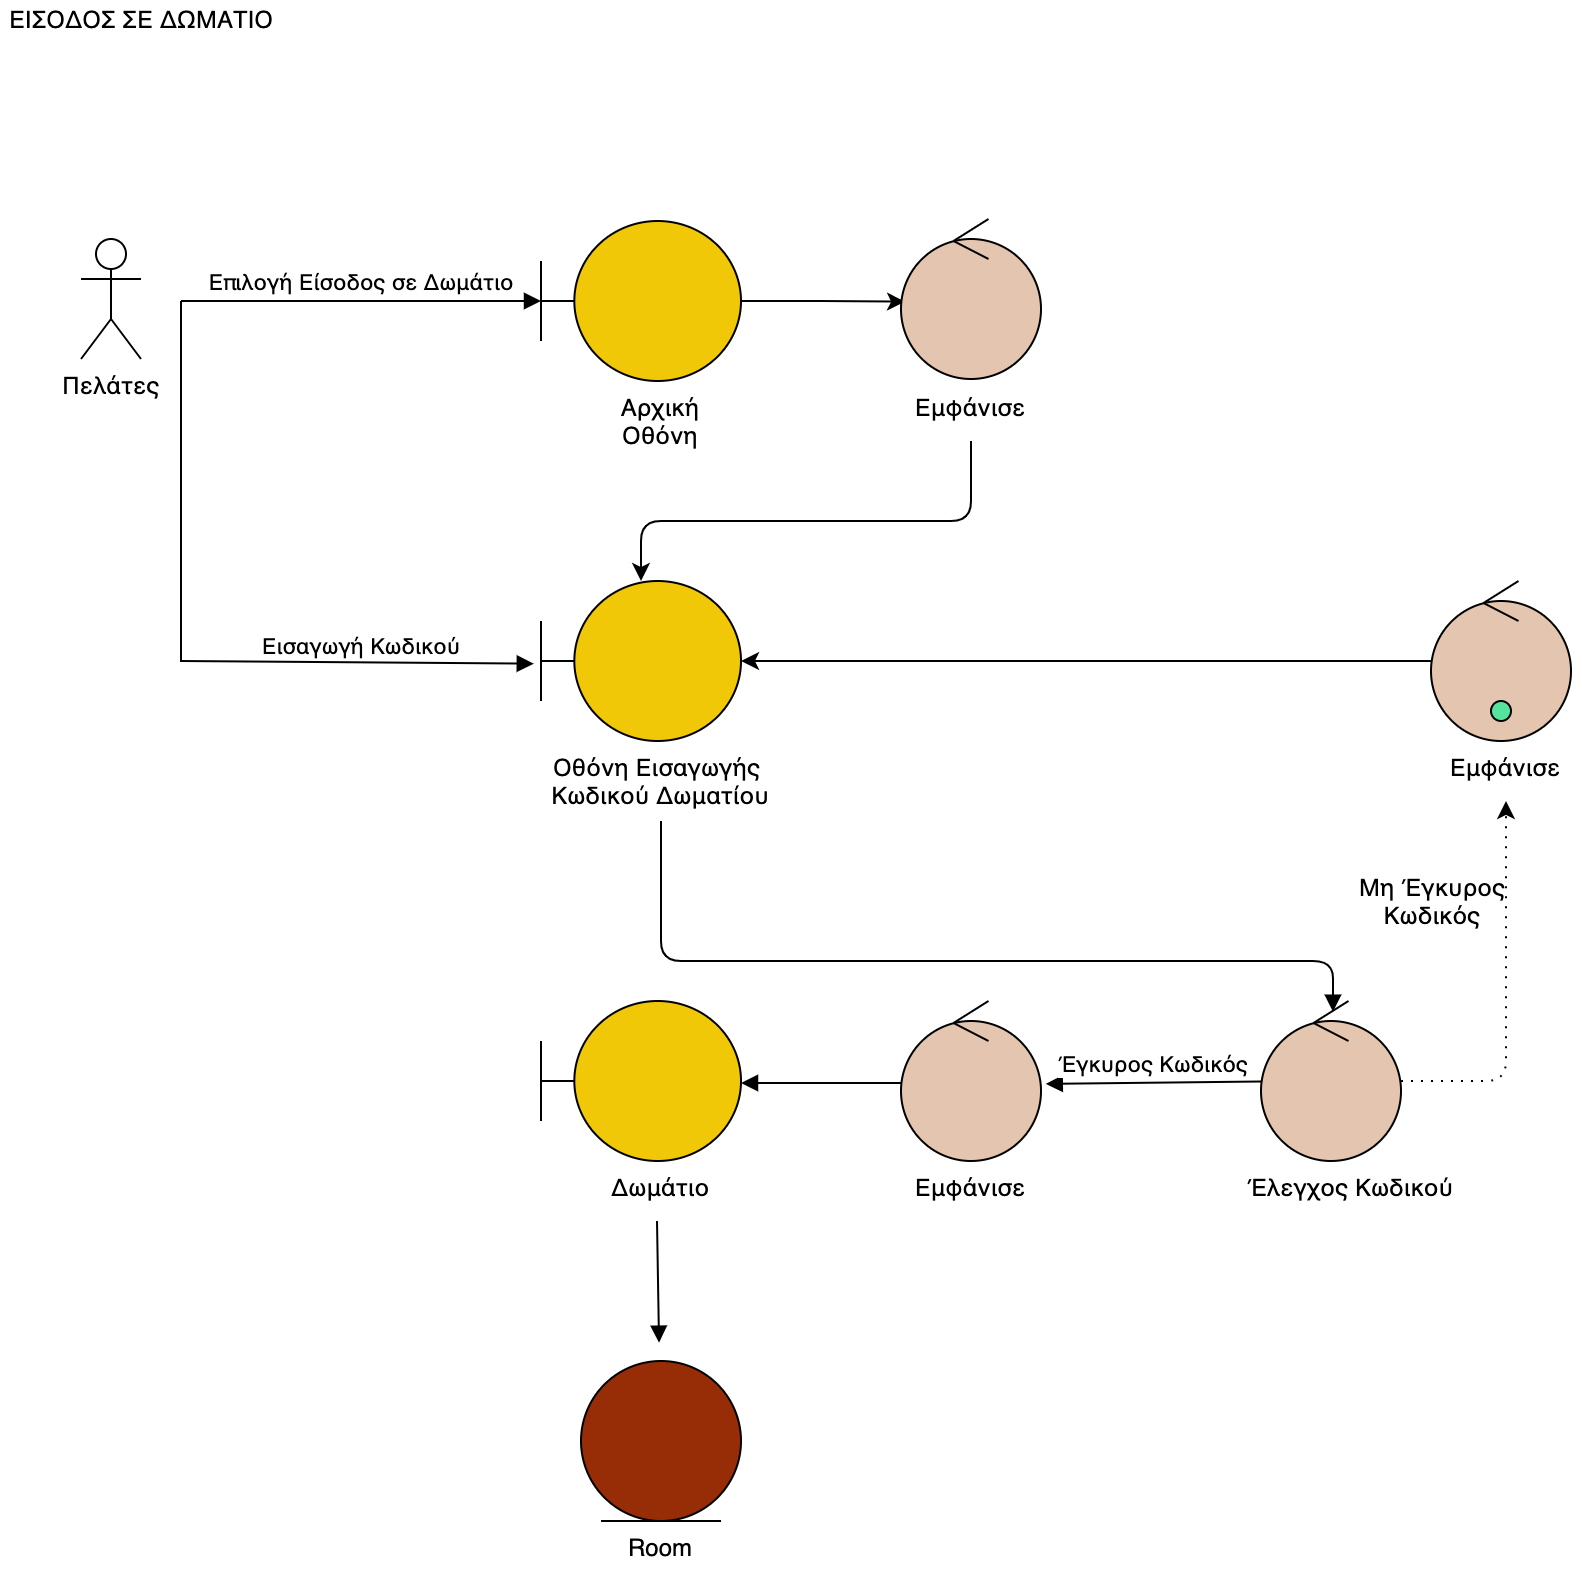 ΕΙΣΟΔΟΣ ΣΕ ΔΩΜΑΤΙΟ
Επιλογή Είσοδος σε Δωμάτιο
Πελάτες
Αρχική
Οθόνη
Εμφάνισε
Εισαγωγή Κωδικού
Οθόνη Εισαγωγής
Κωδικού Δωματίου
Εμφάνισε
Μη Έγκυρος
Κωδικός
Έγκυρος Κωδικός
Δωμάτιο
Εμφάνισε
Έλεγχος Κωδικού
Room